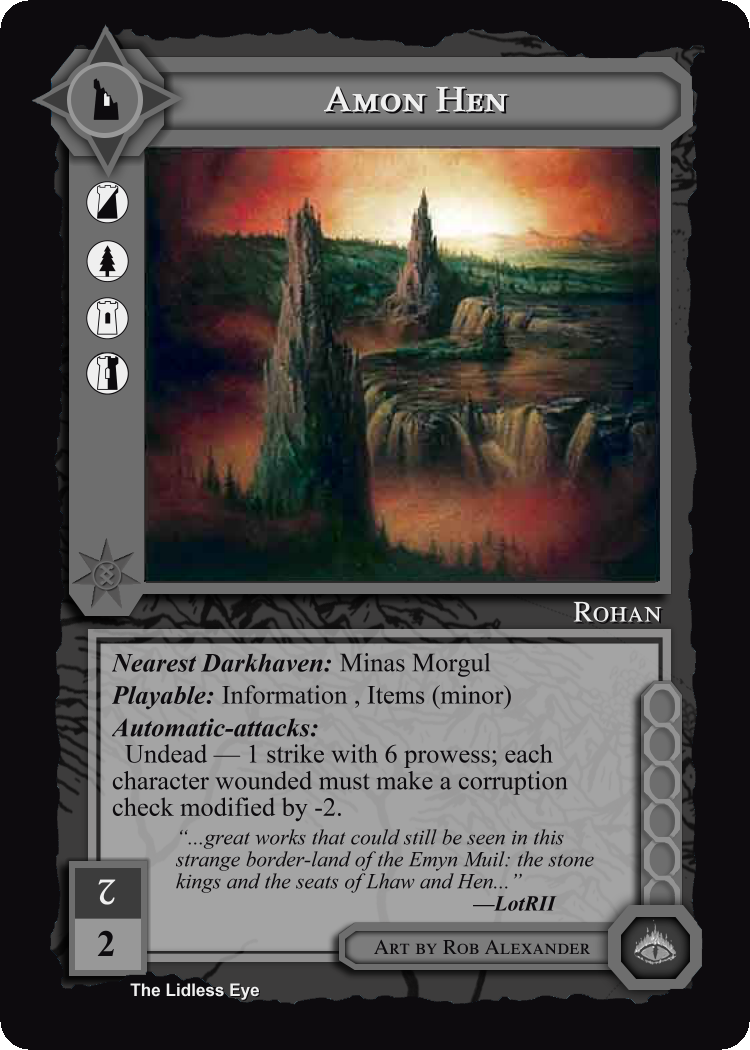 Amon Hen
Rohan
Nearest Darkhaven: Minas Morgul
Playable: Information , Items (minor)
Automatic-attacks:
Undead — 1 strike with 6 prowess; each
character wounded must make a corruption
check modified by -2.
“...great works that could still be seen in this
strange border-land of the Emyn Muil: the stone
kings and the seats of Lhaw and Hen...”
—LotRII
2
2
Art by Rob Alexander
The Lidless Eye